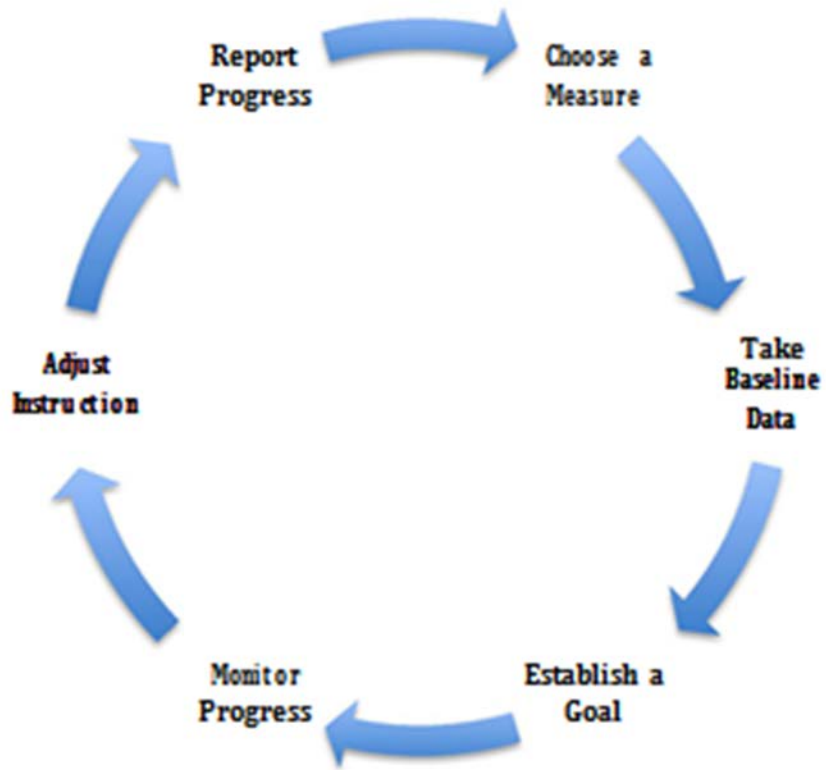 Report
Progress
Choose a
Measure
Take
Baseline
Data
Establish a
Goal
Monitor
Progress
Adjust
Instruction